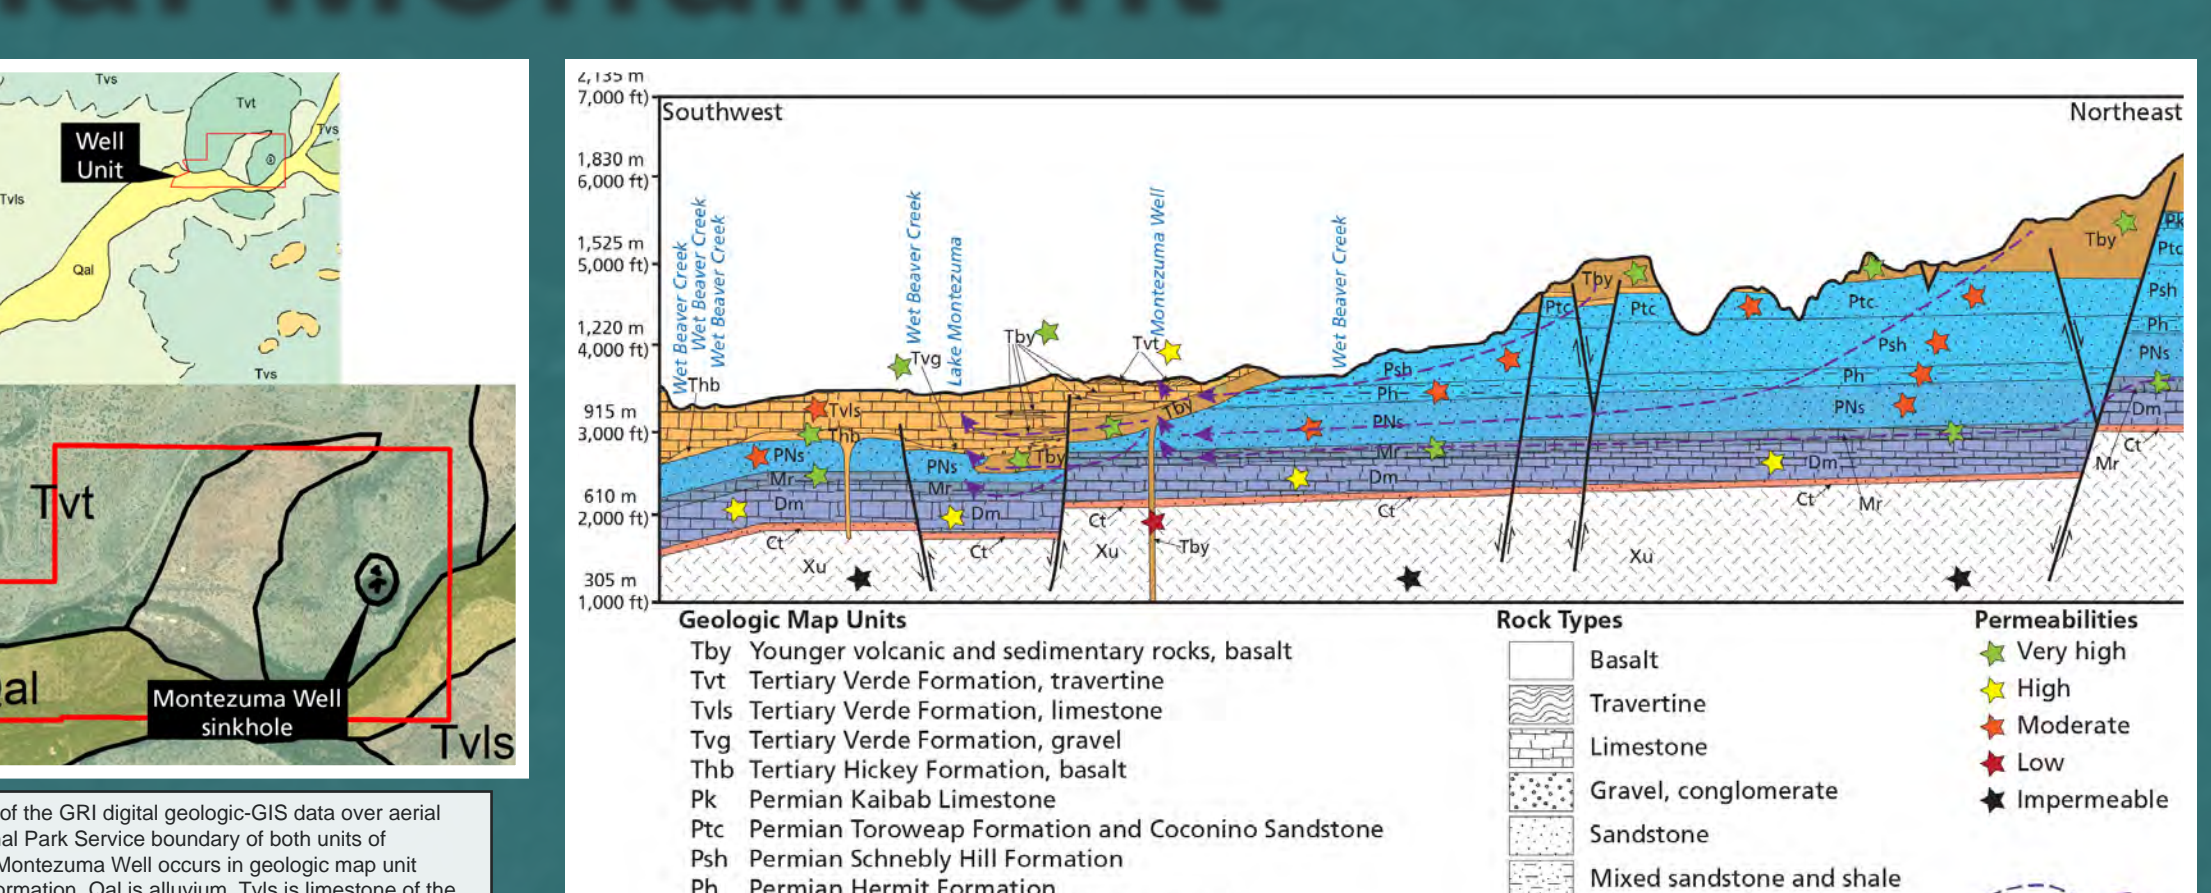 Monument
Tvs
Tvt
Tvs
Well
Unit
Tvls
Qal
Tvs
Tvt
Montezuma Well
sinkhole
Tvls
of the GRI digital geologic-GIS data over aerial
Park Service boundary of both units of
Montezuma Well occurs in geologic map unit
Qal is alluvium. Tvls is limestone of the
2,135 m
7,000 ft)
Southwest
Northeast
1,830 m
6,000 ft)
1,525 m
5,000 ft)
1,220 m
4,000 ft)
915 m
3,000 ft)
610 m
2,000 ft)
305 m
1,000 ft)
Wet Beaver Creek
Wet Beaver Creek
Wet Beaver Creek
Wet Beaver Creek
Lake Montezuma
Montezuma Well
Wet Beaver Creek
Thb
Tvg
Tby
Tvt
Tvls
Thb
PNs
Mr
Dm
Ct
Xu
PNs
Mr
Dm
Ct
Tby
Tby
Ct
Xu
Tby
Psh
Ph
PNs
Mr
Dm
Ct
Ptc
Tby
Ptc
Xu
Ptc
Psh
Ph
PNs
Dm
Ct
Mr
Tby
Pk
Ptc
Psh
Ph
PNs
Dm
Ct
Mr
Geologic Map Units
Tby Younger volcanic and sedimentary rocks, basalt
Tvt Tertiary Verde Formation, travertine
Tvls Tertiary Verde Formation, limestone
Tvg Tertiary Verde Formation, gravel
Thb Tertiary Hickey Formation, basalt
Pk Permian Kaibab Limestone
Ptc Permian Toroweap Formation and Coconino Sandstone
Psh Permian Schnebly Hill Formation
Ph Permian Hermit Formation
Rock Types
Basalt
Travertine
Limestone
Gravel, conglomerate
Sandstone
Mixed sandstone and shale
Permeabilities
Very high
High
Moderate
Low
Impermeable